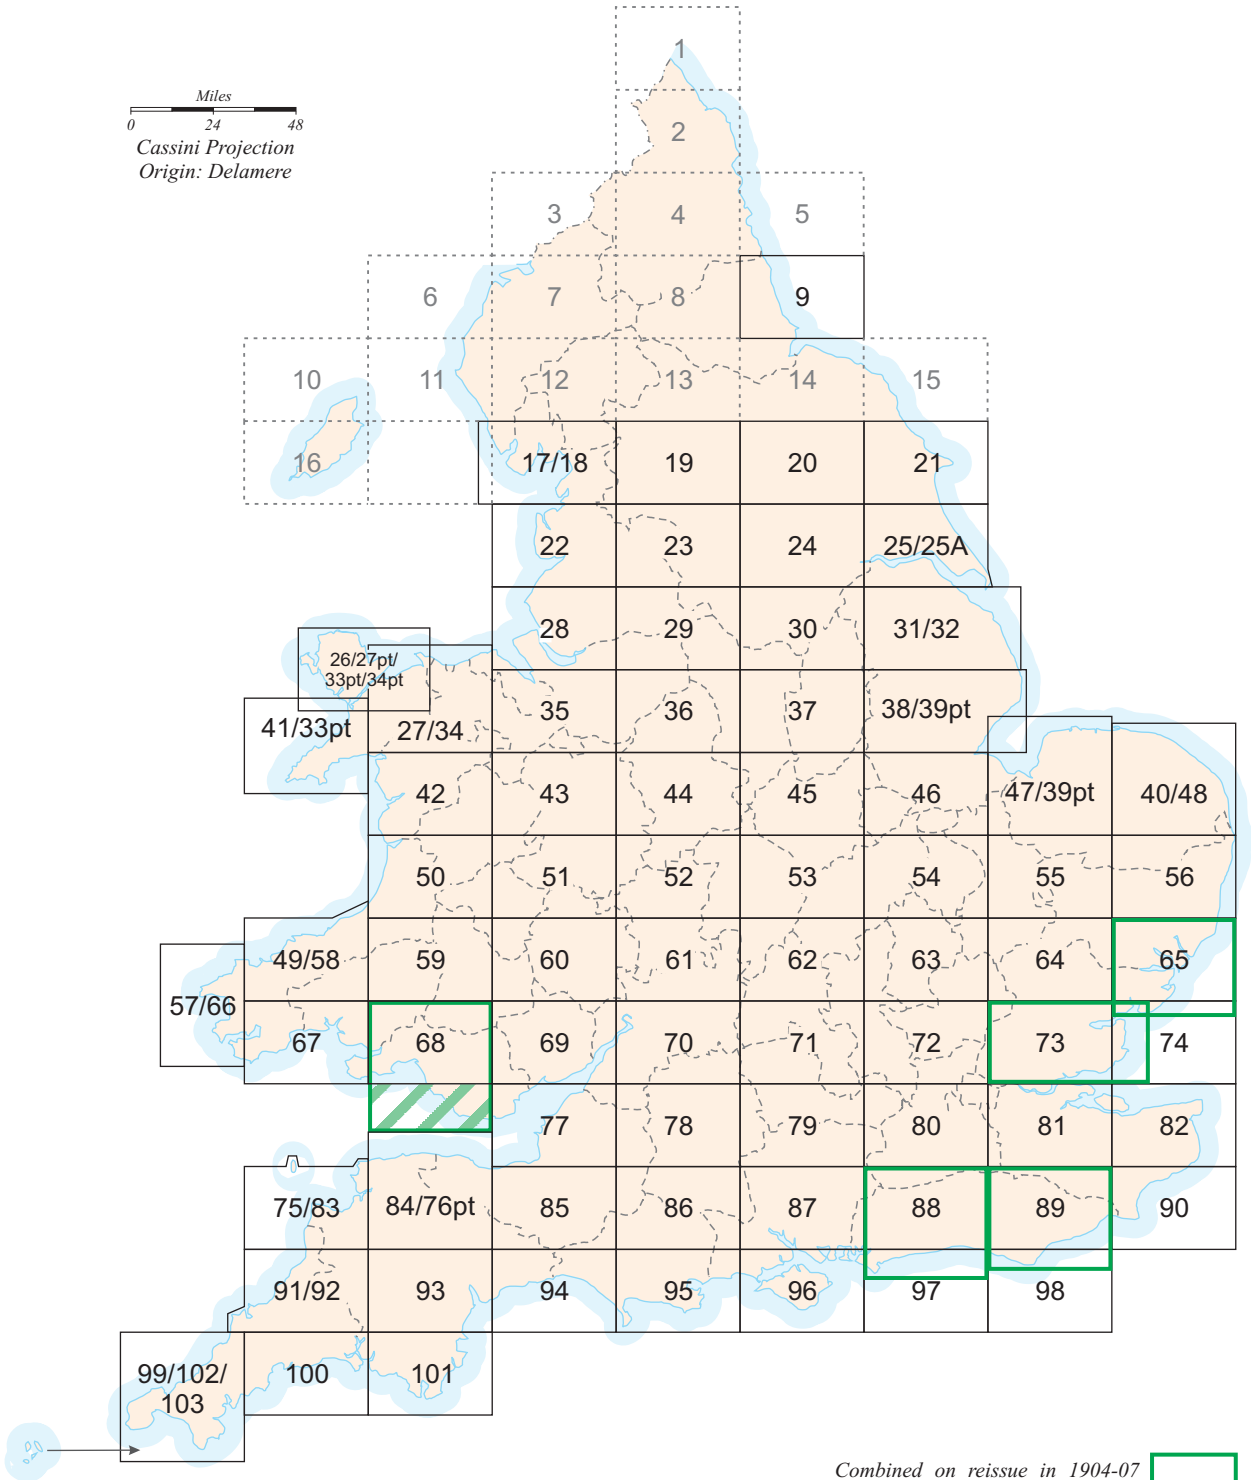 1
Miles
0 24 48
Cassini Projection
Origin: Delamere
2
3 4 5
6 7 8 9
10 11 12 13 14 15
16 17/18 19 20 21
22 23 24 25/25A
28 29 30 31/32
26/27pt/
33pt/34pt
41/33pt 27/34 35 36 37 38/39pt
42 43 44 45 46 47/39pt 40/48
50 51 52 53 54 55 56
49/58 59 60 61 62 63 64 65
57/66
67 68 69 70 71 72 73 74
77 78 79 80 81 82
75/83 84/76pt 85 86 87 88 89 90
91/92 93 94 95 96 97 98
99/102/
103
100 101
Combined on reissue in 1904-07